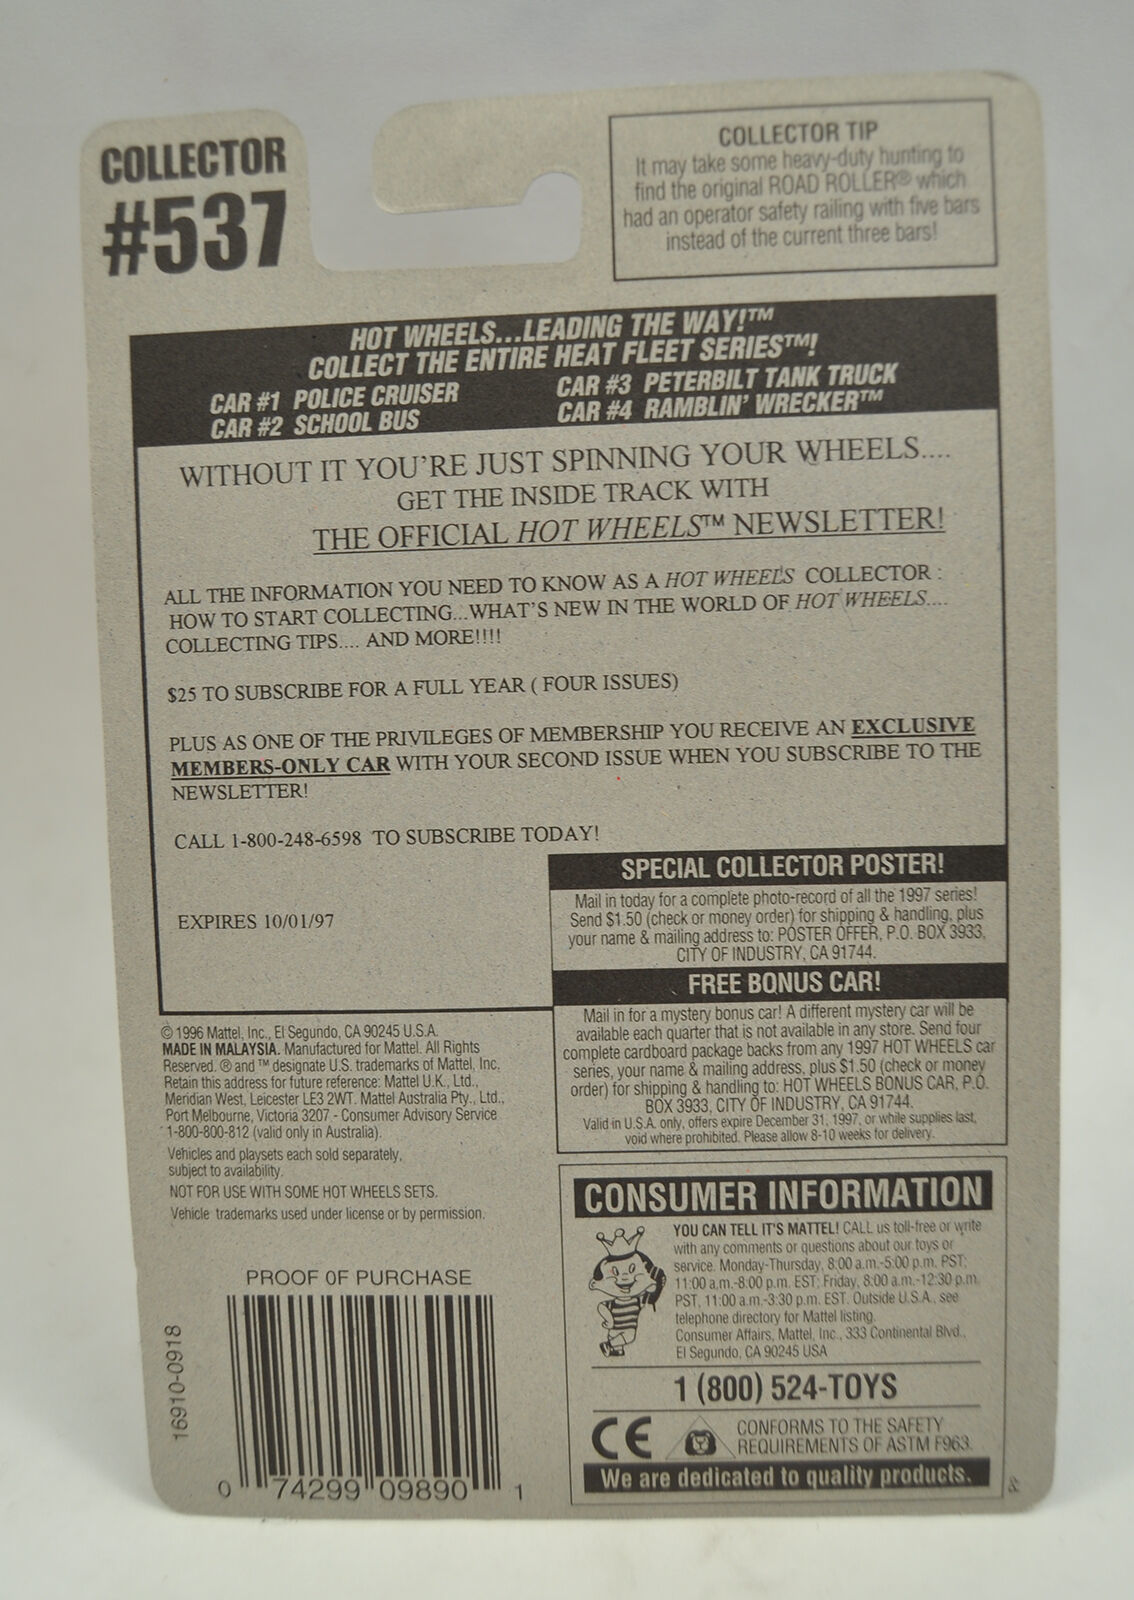 COLLECTOR
#537
COLLECTOR TIP
It may take some heavy-duty hunting to
find the original ROAD ROLLER® which
had an operator safety railing with five bars
instead of the current three bars!
HOT WHEELS...LEADING THE WAY!™
COLLECT THE ENTIRE HEAT FLEET SERIES™!
CAR #1 POLICE CRUISER
CAR #2 SCHOOL BUS
CAR #3 PETERBILT TANK TRUCK
CAR #4 RAMBLIN' WRECKER™
WITHOUT IT YOU'RE JUST SPINNING YOUR WHEELS....
GET THE INSIDE TRACK WITH
THE OFFICIAL HOT WHEELS™ NEWSLETTER!
ALL THE INFORMATION YOU NEED TO KNOW AS A HOT WHEELS COLLECTOR :
HOW TO START COLLECTING...WHAT'S NEW IN THE WORLD OF HOT WHEELS....
COLLECTING TIPS.... AND MORE!!!!
$25 TO SUBSCRIBE FOR A FULL YEAR ( FOUR ISSUES)
PLUS AS ONE OF THE PRIVILEGES OF MEMBERSHIP YOU RECEIVE AN EXCLUSIVE
MEMBERS-ONLY CAR WITH YOUR SECOND ISSUE WHEN YOU SUBSCRIBE TO THE
NEWSLETTER!
CALL 1-800-248-6598 TO SUBSCRIBE TODAY!
EXPIRES 10/01/97
SPECIAL COLLECTOR POSTER!
Mail in today for a complete photo-record of all the 1997 series!
Send $1.50 (check or money order) for shipping & handling, plus
your name & mailing address to: POSTER OFFER, P.O. BOX 3933,
CITY OF INDUSTRY, CA 91744.
FREE BONUS CAR!
Mail in for a mystery bonus car! A different mystery car will be
available each quarter that is not available in any store. Send four
complete cardboard package backs from any 1997 HOT WHEELS car
series, your name & mailing address, plus $1.50 (check or money
order) for shipping & handling to: HOT WHEELS BONUS CAR, P.O.
BOX 3933, CITY OF INDUSTRY, CA 91744.
Valid in U.S.A. only, offers expire December 31, 1997, or while supplies last,
void where prohibited. Please allow 8-10 weeks for delivery.
© 1996 Mattel, Inc., El Segundo, CA 90245 U.S.A.
MADE IN MALAYSIA. Manufactured for Mattel. All Rights
Reserved. ® and ™ designate U.S. trademarks of Mattel, Inc.
Retain this address for future reference: Mattel U.K., Ltd.,
Meridian West, Leicester LE3 2WT. Mattel Australia Pty., Ltd.,
Port Melbourne, Victoria 3207 - Consumer Advisory Service
1-800-800-812 (valid only in Australia).
Vehicles and playsets each sold separately,
subject to availability.
NOT FOR USE WITH SOME HOT WHEELS SETS.
Vehicle trademarks used under license or by permission.
PROOF OF PURCHASE
16910-0918
0 74299 09890 1
CONSUMER INFORMATION
YOU CAN TELL IT'S MATTEL! CALL us toll-free or write
with any comments or questions about our toys or
service. Monday-Thursday, 8:00 a.m.-5:00 p.m. PST;
11:00 a.m.-8:00 p.m. EST; Friday, 8:00 a.m.-12:30 p.m.
PST, 11:00 a.m.-3:30 p.m. EST. Outside U.S.A., see
telephone directory for Mattel listing.
Consumer Affairs, Mattel, Inc., 333 Continental Blvd.,
El Segundo, CA 90245 USA
1 (800) 524-TOYS
CE
CONFORMS TO THE SAFETY
REQUIREMENTS OF ASTM F963.
We are dedicated to quality products.
&